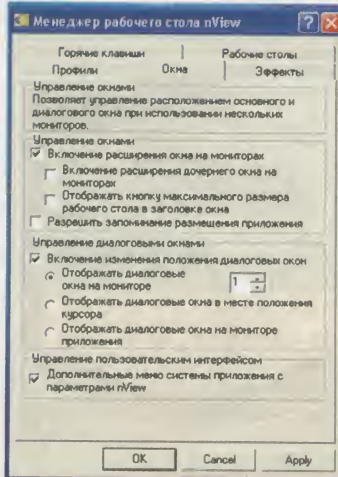 Менеджер рабочего стола nView
Горячие клавиши Рабочие столы
Профили Окна Эффекты
Управление окнами
Позволяет управление расположением основного и
диалогового окна при использовании нескольких
мониторов.
Управление окнами
Включение расширения окна на мониторах
Включение расширения дочернего окна на
мониторах
Отображать кнопку максимального размера
рабочего стола в заголовке окна
Разрешить запоминание размещения приложения
Управление диалоговыми окнами
Включение изменения положения диалоговых окон
Отображать диалоговые
окна на мониторе 1
Отображать диалоговые окна в месте положения
курсора
Отображать диалоговые окна на мониторе
приложения
Управление пользовательским интерфейсом
Дополнительные меню системы приложения с
параметрами nView
OK Cancel Apply